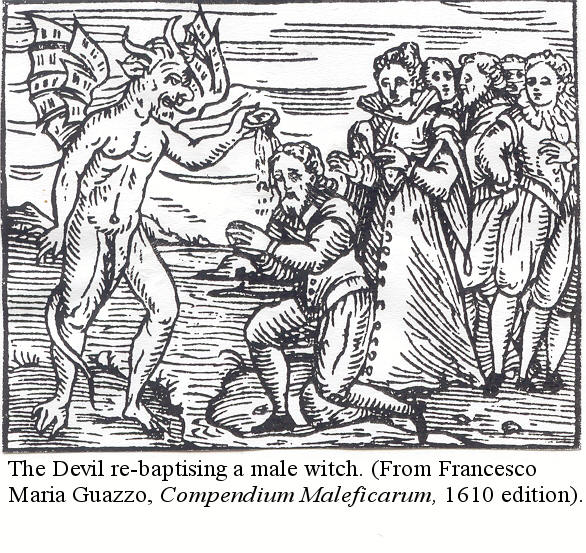 The Devil re-baptising a male witch. (From Francesco
Maria Guazzo, Compendium Maleficarum, 1610 edition).